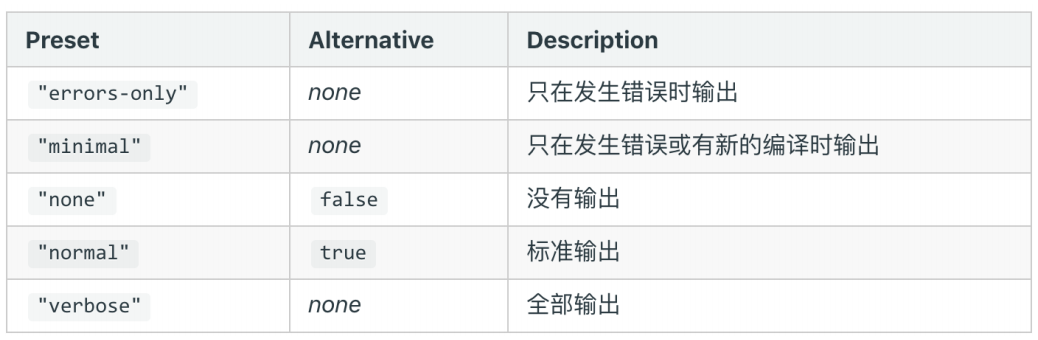 Preset Alternative Description
"errors-only" none 只在发生错误时输出
"minimal" none 只在发生错误或有新的编译时输出
"none" false 没有输出
"normal" true 标准输出
"verbose" none 全部输出